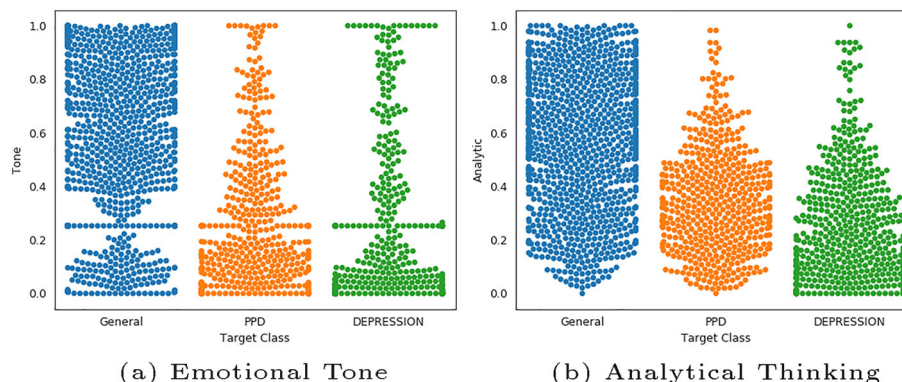 1.0
0.8
0.6
0.4
0.2
0.0
Tone
General PPD DEPRESSION
Target Class
(a) Emotional Tone
1.0
0.8
0.6
0.4
0.2
0.0
Analytic
General PPD DEPRESSION
Target Class
(b) Analytical Thinking